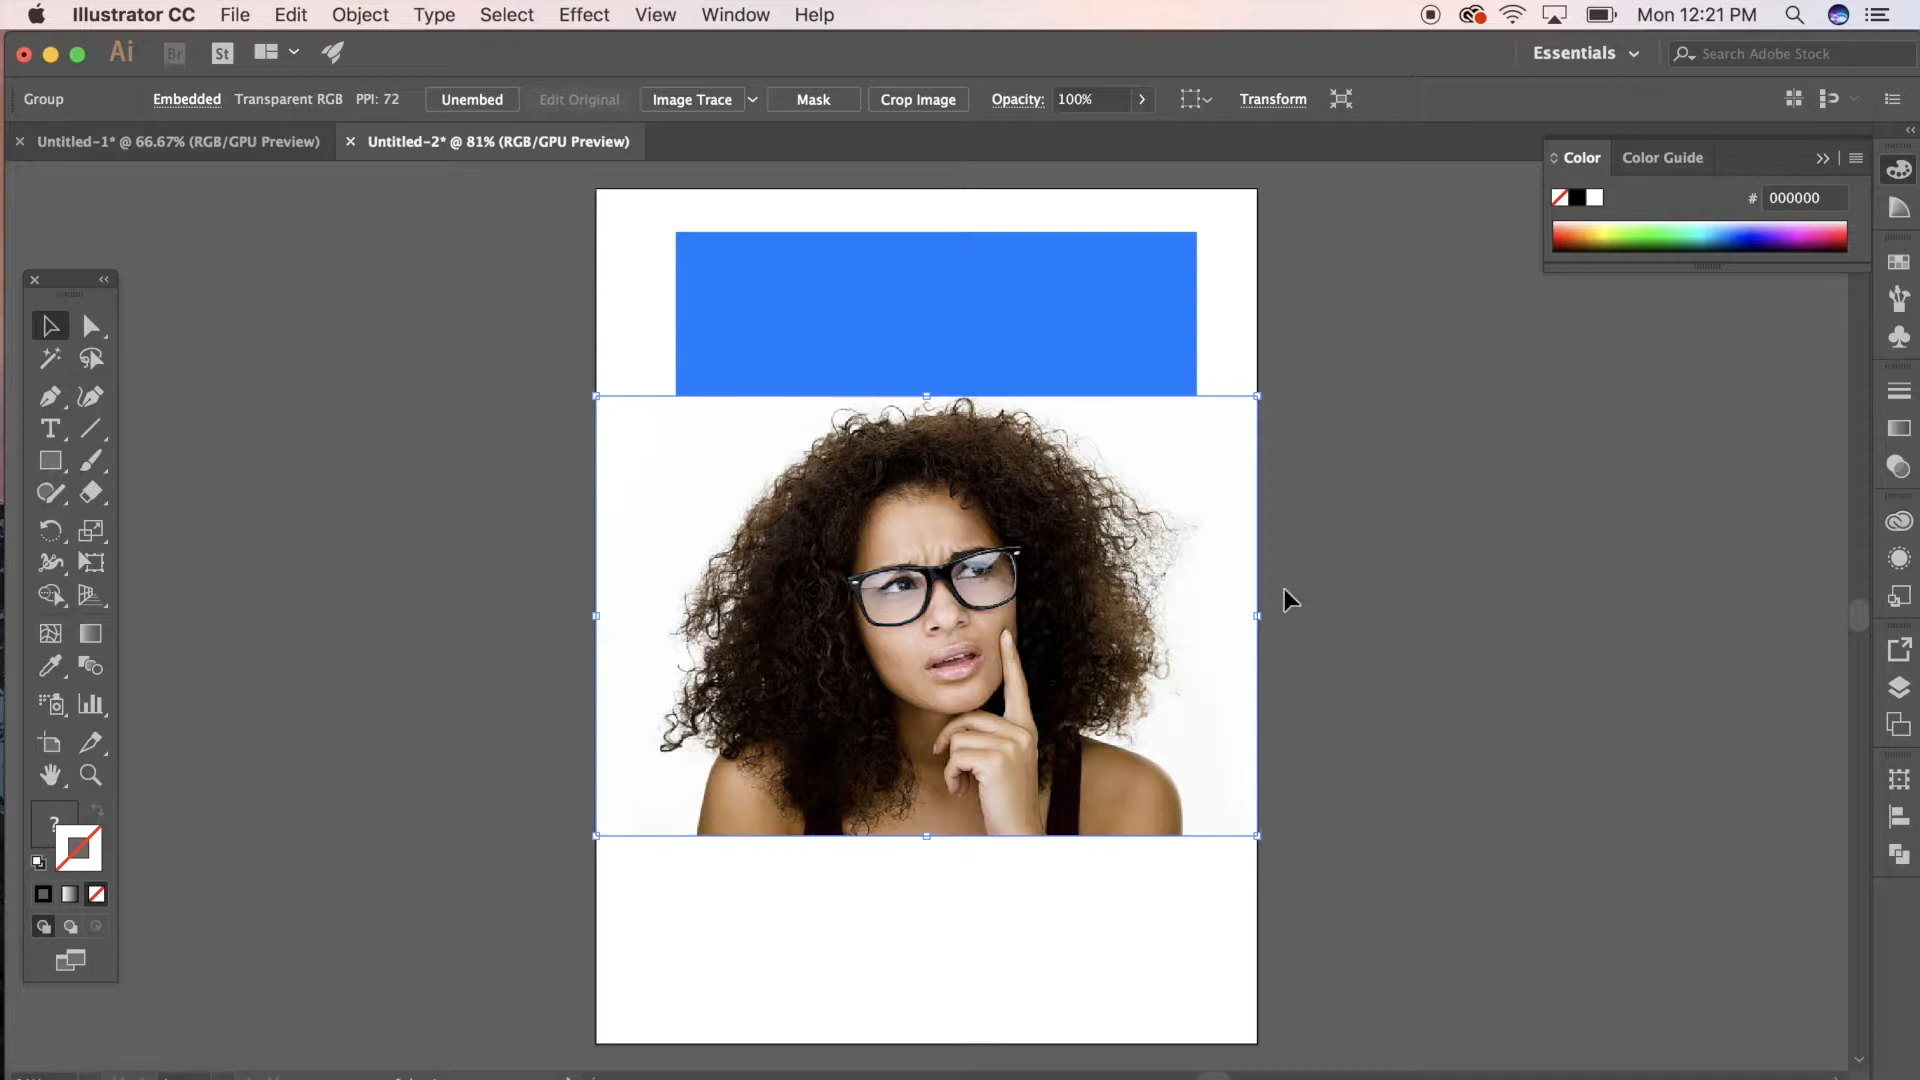 Illustrator CC File Edit Object Type Select Effect View Window Help Mon 12:21 PM
Ai Br St Essentials Search Adobe Stock
Group Embedded Transparent RGB PPI: 72 Unembed Edit Original Image Trace Mask Crop Image Opacity: 100% Transform
Untitled-1* @ 66.67% (RGB/GPU Preview) Untitled-2* @ 81% (RGB/GPU Preview)
Color Color Guide
# 000000
T
?